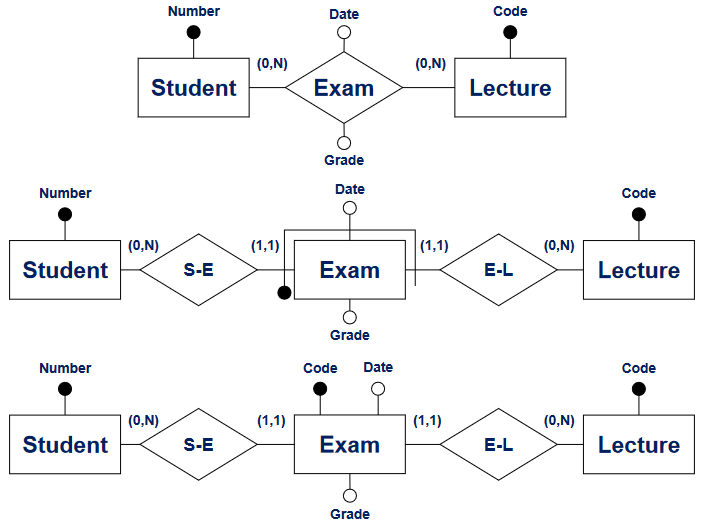 Number Date Code
(0,N) (0,N)
Student Exam Lecture
Grade
Number Date Code
(0,N) (1,1) (1,1) (0,N)
Student S-E Exam E-L Lecture
Grade
Number Code Date Code
(0,N) (1,1) (1,1) (0,N)
Student S-E Exam E-L Lecture
Grade